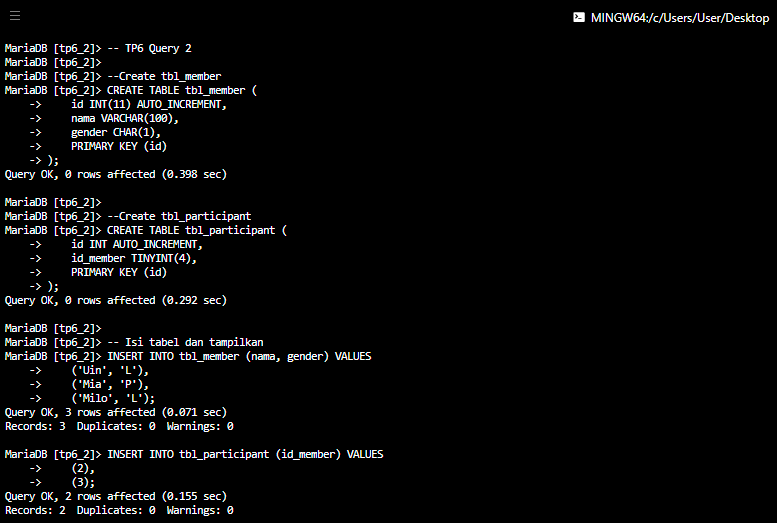 MINGW64:/c/Users/User/Desktop
MariaDB [tp6_2]> -- TP6 Query 2
MariaDB [tp6_2]>
MariaDB [tp6_2]> --Create tbl_member
MariaDB [tp6_2]> CREATE TABLE tbl_member (
    ->     id INT(11) AUTO_INCREMENT,
    ->     nama VARCHAR(100),
    ->     gender CHAR(1),
    ->     PRIMARY KEY (id)
    -> );
Query OK, 0 rows affected (0.398 sec)
MariaDB [tp6_2]>
MariaDB [tp6_2]> --Create tbl_participant
MariaDB [tp6_2]> CREATE TABLE tbl_participant (
    ->     id INT AUTO_INCREMENT,
    ->     id_member TINYINT(4),
    ->     PRIMARY KEY (id)
    -> );
Query OK, 0 rows affected (0.292 sec)
MariaDB [tp6_2]>
MariaDB [tp6_2]> -- Isi tabel dan tampilkan
MariaDB [tp6_2]> INSERT INTO tbl_member (nama, gender) VALUES
    ->     ('Uin', 'L'),
    ->     ('Mia', 'P'),
    ->     ('Milo', 'L');
Query OK, 3 rows affected (0.071 sec)
Records: 3  Duplicates: 0  Warnings: 0
MariaDB [tp6_2]> INSERT INTO tbl_participant (id_member) VALUES
    ->     (2),
    ->     (3);
Query OK, 2 rows affected (0.155 sec)
Records: 2  Duplicates: 0  Warnings: 0